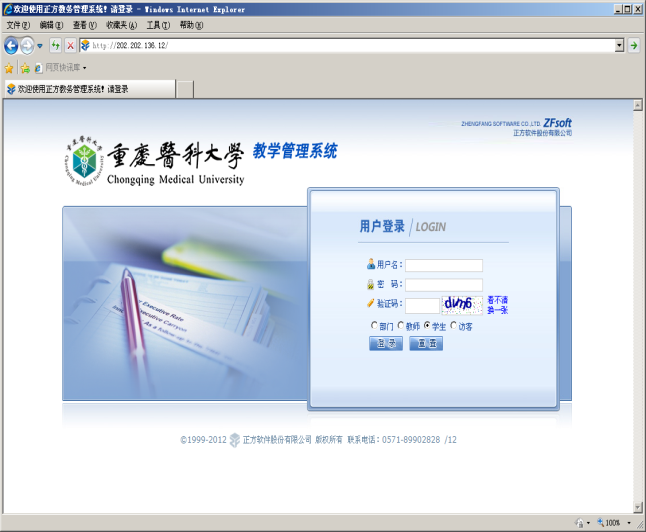 欢迎使用正方教务管理系统! 请登录 - Windows Internet Explorer
文件(F) 编辑(E) 查看(V) 收藏夹(A) 工具(T) 帮助(H)
http://202.202.136.12/
网页快讯库
欢迎使用正方教务管理系统! 请登录
ZHENGFANG SOFTWARE CO.,LTD. ZFsoft
正方软件股份有限公司
重慶醫科大學 教学管理系统
Chongqing Medical University
用户登录 LOGIN
用户名:
密 码:
验证码: 看不清
换一张
部门 教师 学生 访客
登 录 重 置
©1999-2012 正方软件股份有限公司 版权所有 联系电话:0571-89902828 /12
100%